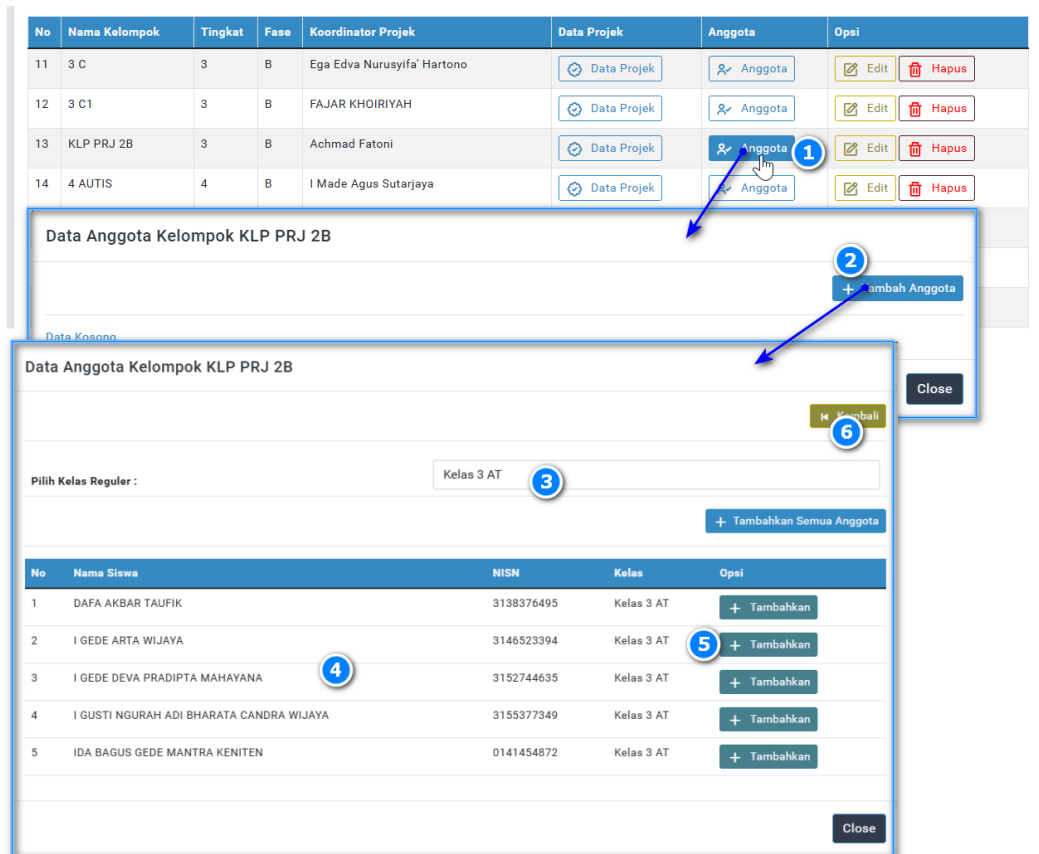 No Nama Kelompok Tingkat Fase Koordinator Projek Data Projek Anggota Opsi
11 3 C 3 B Ega Edva Nurusyifa' Hartono Data Projek Anggota Edit Hapus
12 3 C1 3 B FAJAR KHOIRIYAH Data Projek Anggota Edit Hapus
13 KLP PRJ 2B 3 B Achmad Fatoni Data Projek Anggota 1 Edit Hapus
14 4 AUTIS 4 B I Made Agus Sutarjaya Data Projek Anggota Edit Hapus
Data Anggota Kelompok KLP PRJ 2B
2
+ Tambah Anggota
Data Kosong
Close
Data Anggota Kelompok KLP PRJ 2B
Kembali
6
Pilih Kelas Reguler : Kelas 3 AT 3
+ Tambahkan Semua Anggota
No Nama Siswa NISN Kelas Opsi
1 DAFA AKBAR TAUFIK 3138376495 Kelas 3 AT + Tambahkan
2 I GEDE ARTA WIJAYA 3146523394 Kelas 3 AT 5 + Tambahkan
3 I GEDE DEVA PRADIPTA MAHAYANA 4 3152744635 Kelas 3 AT + Tambahkan
4 I GUSTI NGURAH ADI BHARATA CANDRA WIJAYA 3155377349 Kelas 3 AT + Tambahkan
5 IDA BAGUS GEDE MANTRA KENITEN 0141454872 Kelas 3 AT + Tambahkan
Close